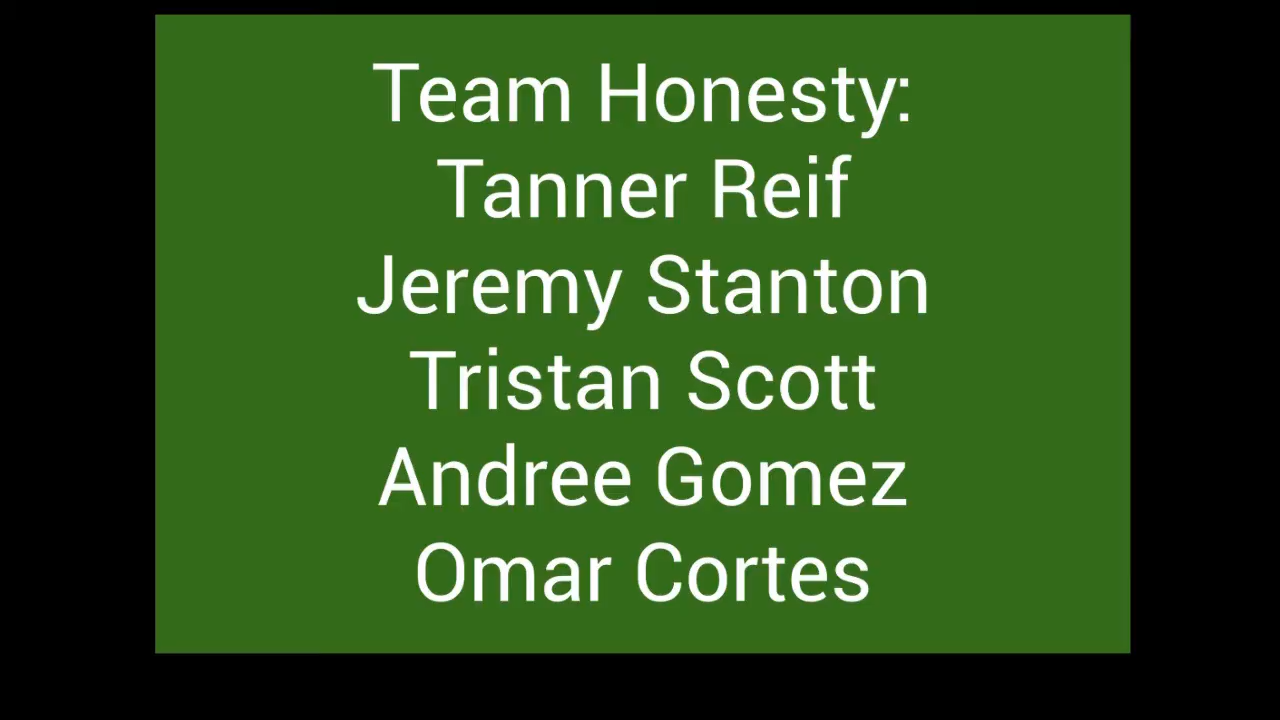 Team Honesty:
Tanner Reif
Jeremy Stanton
Tristan Scott
Andree Gomez
Omar Cortes